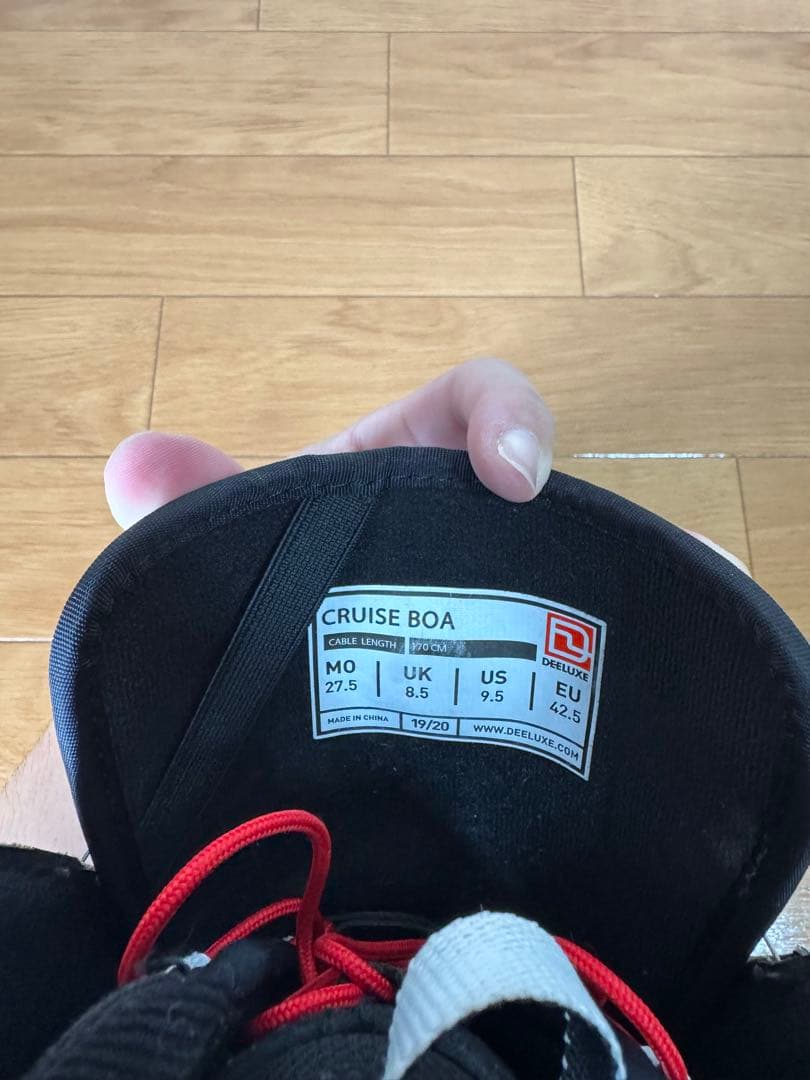 CRUISE BOA
CABLE LENGTH 170 CM
DEELUXE
MO UK US EU
27.5 8.5 9.5 42.5
MADE IN CHINA 19/20 WWW.DEELUXE.COM